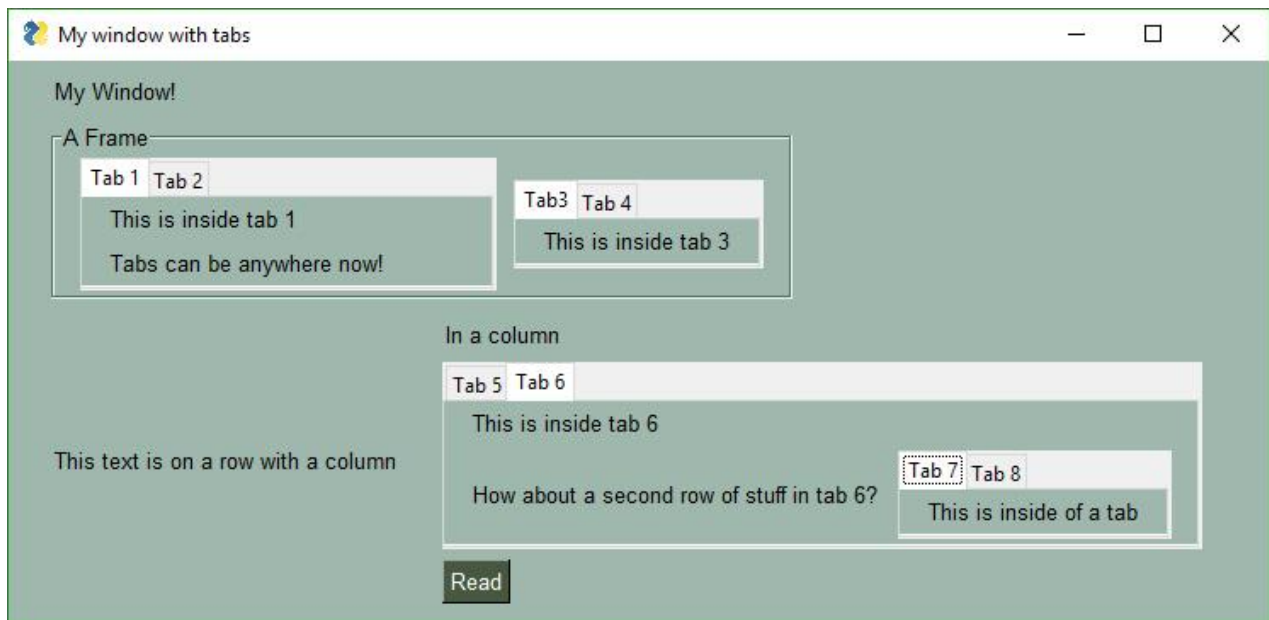 My window with tabs
My Window!
A Frame
Tab 1 Tab 2
This is inside tab 1
Tabs can be anywhere now!
Tab3 Tab 4
This is inside tab 3
This text is on a row with a column
In a column
Tab 5 Tab 6
This is inside tab 6
How about a second row of stuff in tab 6?
Tab 7 Tab 8
This is inside of a tab
Read